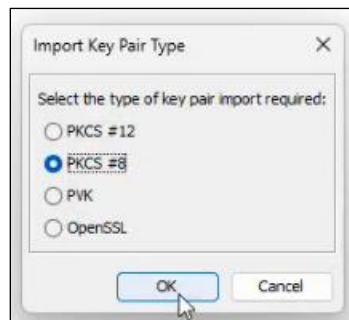 Import Key Pair Type
Select the type of key pair import required:
PKCS #12
PKCS #8
PVK
OpenSSL
OK Cancel